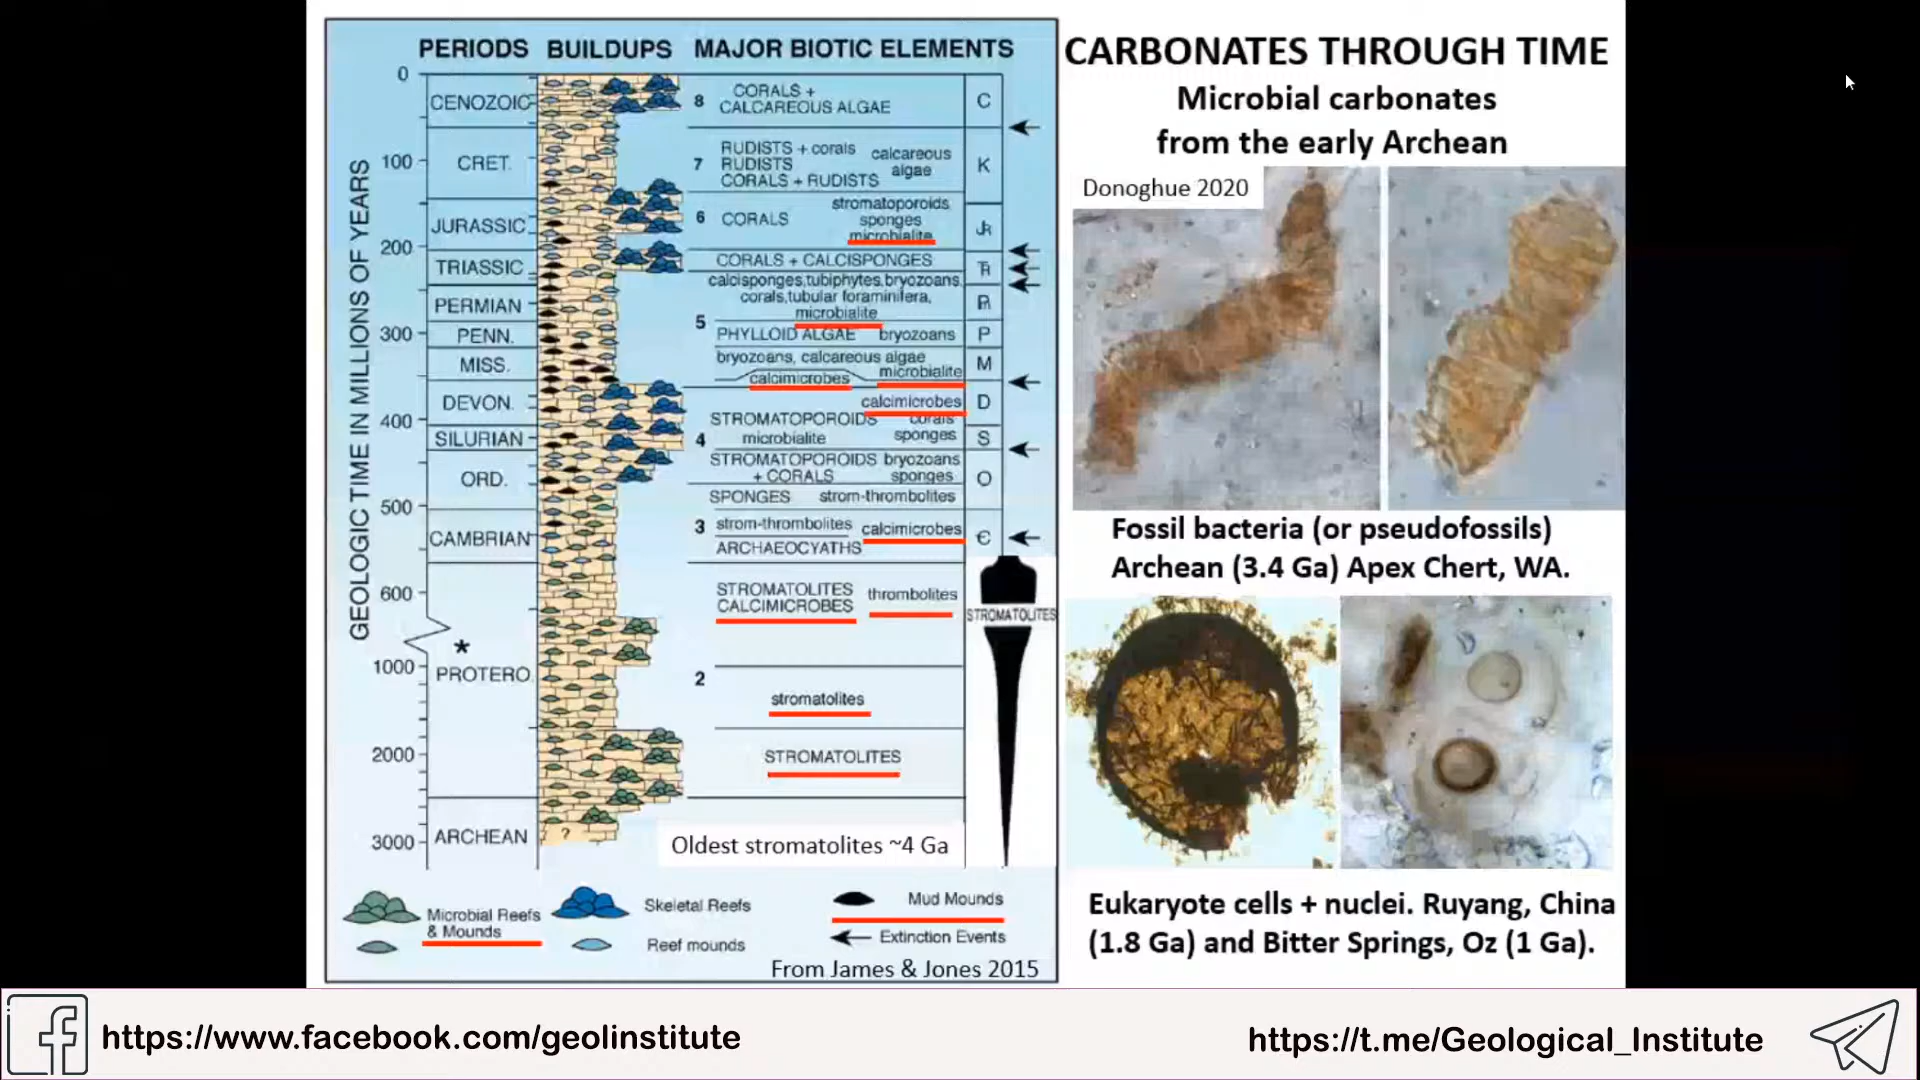 PERIODS BUILDUPS MAJOR BIOTIC ELEMENTS
GEOLOGIC TIME IN MILLIONS OF YEARS
0
100
200
300
400
500
600
1000
2000
3000
CENOZOIC
CRET.
JURASSIC
TRIASSIC
PERMIAN
PENN.
MISS.
DEVON.
SILURIAN
ORD.
CAMBRIAN
*
PROTERO.
ARCHEAN
?
8 CORALS +
CALCAREOUS ALGAE
C
7 RUDISTS + corals
RUDISTS
CORALS + RUDISTS
calcareous
algae
K
6 CORALS
stromatoporoids
sponges
microbialite
CORALS + CALCISPONGES
calcisponges,tubiphytes,bryozoans,
corals,tubular foraminifera,
microbialite
5
PHYLLOID ALGAE bryozoans
P
bryozoans, calcareous algae
microbialite
calcimicrobes
M
calcimicrobes
D
STROMATOPOROIDS corals
4 microbialite sponges
S
STROMATOPOROIDS bryozoans
+ CORALS sponges
O
SPONGES strom-thrombolites
3 strom-thrombolites calcimicrobes
ARCHAEOCYATHS
Є
STROMATOLITES thrombolites
CALCIMICROBES
STROMATOLITES
2
stromatolites
STROMATOLITES
Oldest stromatolites ~4 Ga
Microbial Reefs
& Mounds
Skeletal Reefs
Reef mounds
Mud Mounds
Extinction Events
From James & Jones 2015
CARBONATES THROUGH TIME
Microbial carbonates
from the early Archean
Donoghue 2020
Fossil bacteria (or pseudofossils)
Archean (3.4 Ga) Apex Chert, WA.
Eukaryote cells + nuclei. Ruyang, China
(1.8 Ga) and Bitter Springs, Oz (1 Ga).
https://www.facebook.com/geolinstitute
https://t.me/Geological_Institute